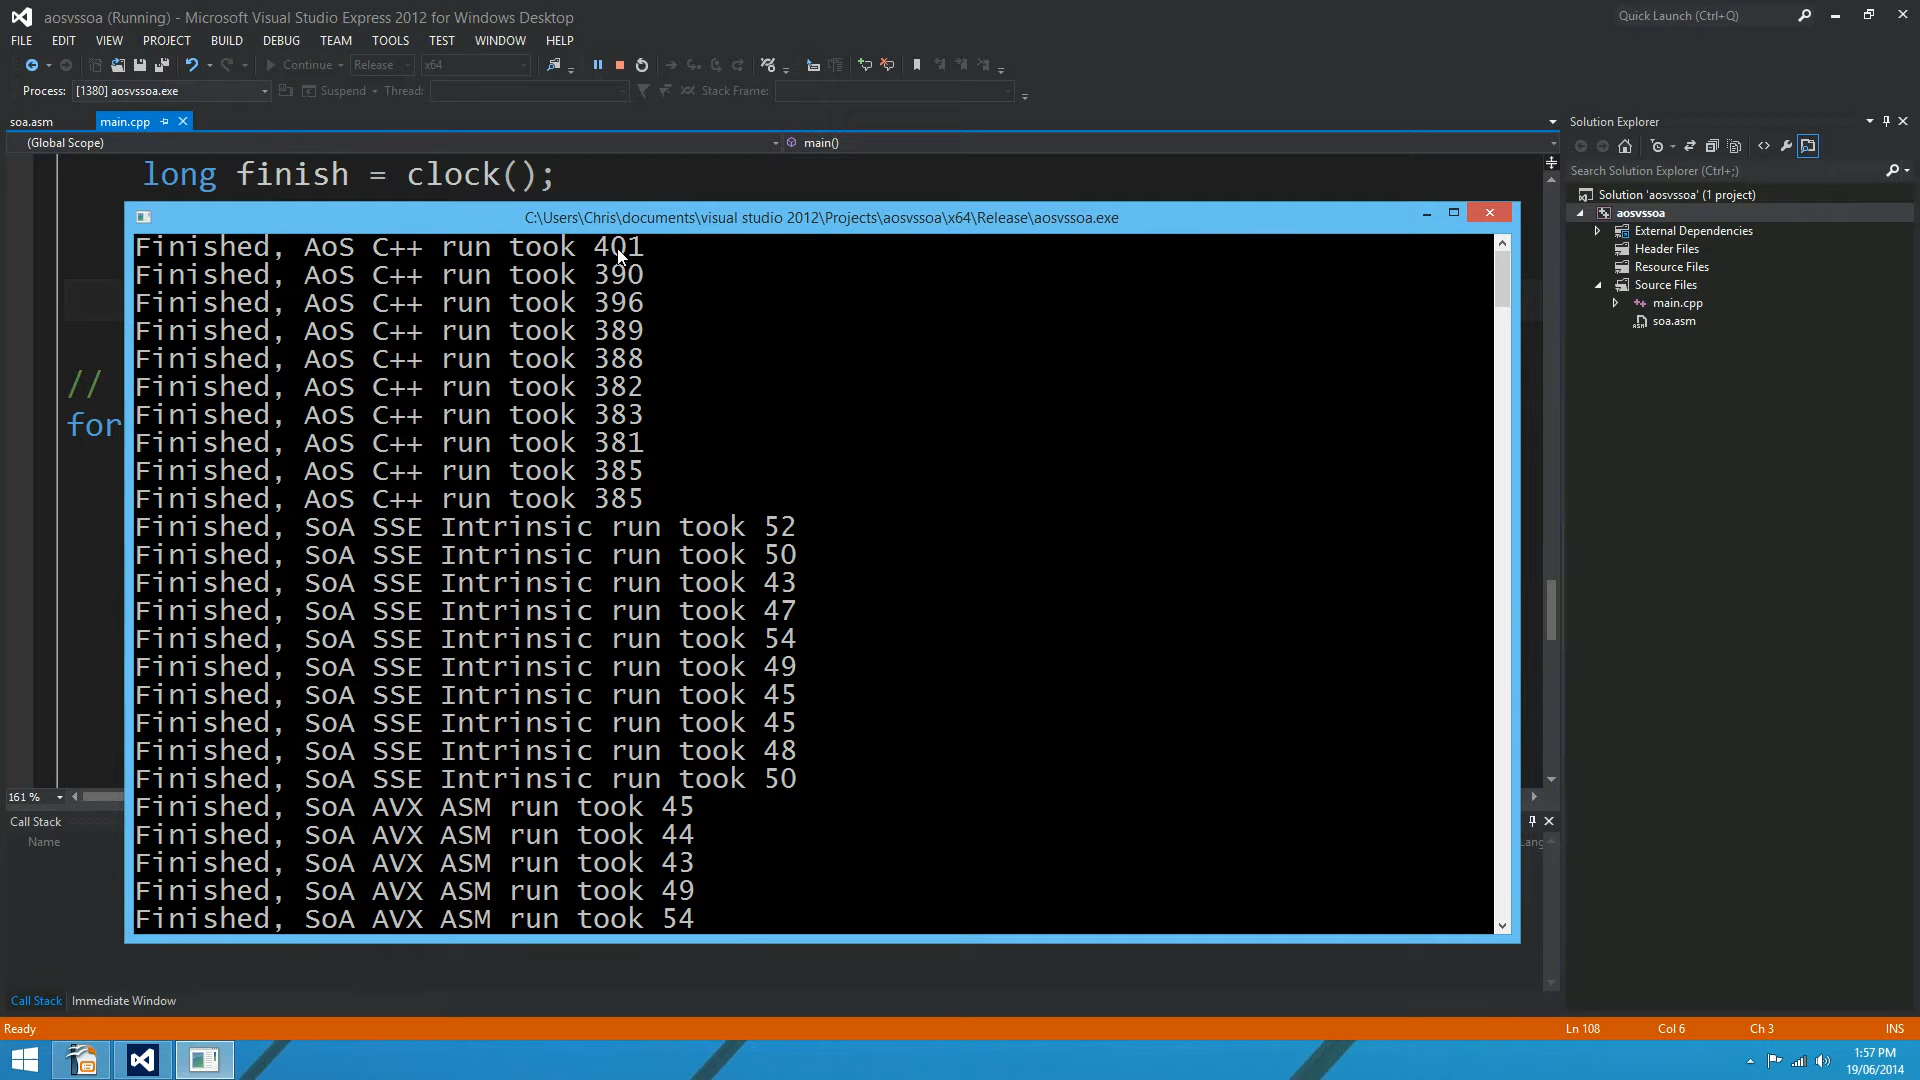 aosvssoa (Running) - Microsoft Visual Studio Express 2012 for Windows Desktop
Quick Launch (Ctrl+Q)
FILE EDIT VIEW PROJECT BUILD DEBUG TEAM TOOLS TEST WINDOW HELP
Continue Release x64
Process: [1380] aosvssoa.exe Suspend Thread: Stack Frame:
soa.asm main.cpp
Solution Explorer
(Global Scope) main()
Search Solution Explorer (Ctrl+;)
long finish = clock();
Solution 'aosvssoa' (1 project)
aosvssoa
External Dependencies
Header Files
Resource Files
Source Files
main.cpp
soa.asm
C:\Users\Chris\documents\visual studio 2012\Projects\aosvssoa\x64\Release\aosvssoa.exe
Finished, AoS C++ run took 401
Finished, AoS C++ run took 390
Finished, AoS C++ run took 396
Finished, AoS C++ run took 389
Finished, AoS C++ run took 388
Finished, AoS C++ run took 382
Finished, AoS C++ run took 383
Finished, AoS C++ run took 381
Finished, AoS C++ run took 385
Finished, AoS C++ run took 385
Finished, SoA SSE Intrinsic run took 52
Finished, SoA SSE Intrinsic run took 50
Finished, SoA SSE Intrinsic run took 43
Finished, SoA SSE Intrinsic run took 47
Finished, SoA SSE Intrinsic run took 54
Finished, SoA SSE Intrinsic run took 49
Finished, SoA SSE Intrinsic run took 45
Finished, SoA SSE Intrinsic run took 45
Finished, SoA SSE Intrinsic run took 48
Finished, SoA SSE Intrinsic run took 50
Finished, SoA AVX ASM run took 45
Finished, SoA AVX ASM run took 44
Finished, SoA AVX ASM run took 43
Finished, SoA AVX ASM run took 49
Finished, SoA AVX ASM run took 54
//
for
161 %
Call Stack
Name Lang
Call Stack Immediate Window
Ready Ln 108 Col 6 Ch 3 INS
1:57 PM
19/06/2014